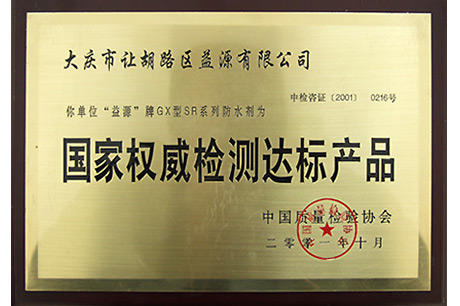 大庆市让胡路区益源有限公司
中检咨证〔2001〕 0216号
你单位“益源”牌GX型SR系列防水剂为
国家权威检测达标产品
中国质量检验协会
二零零一年十月